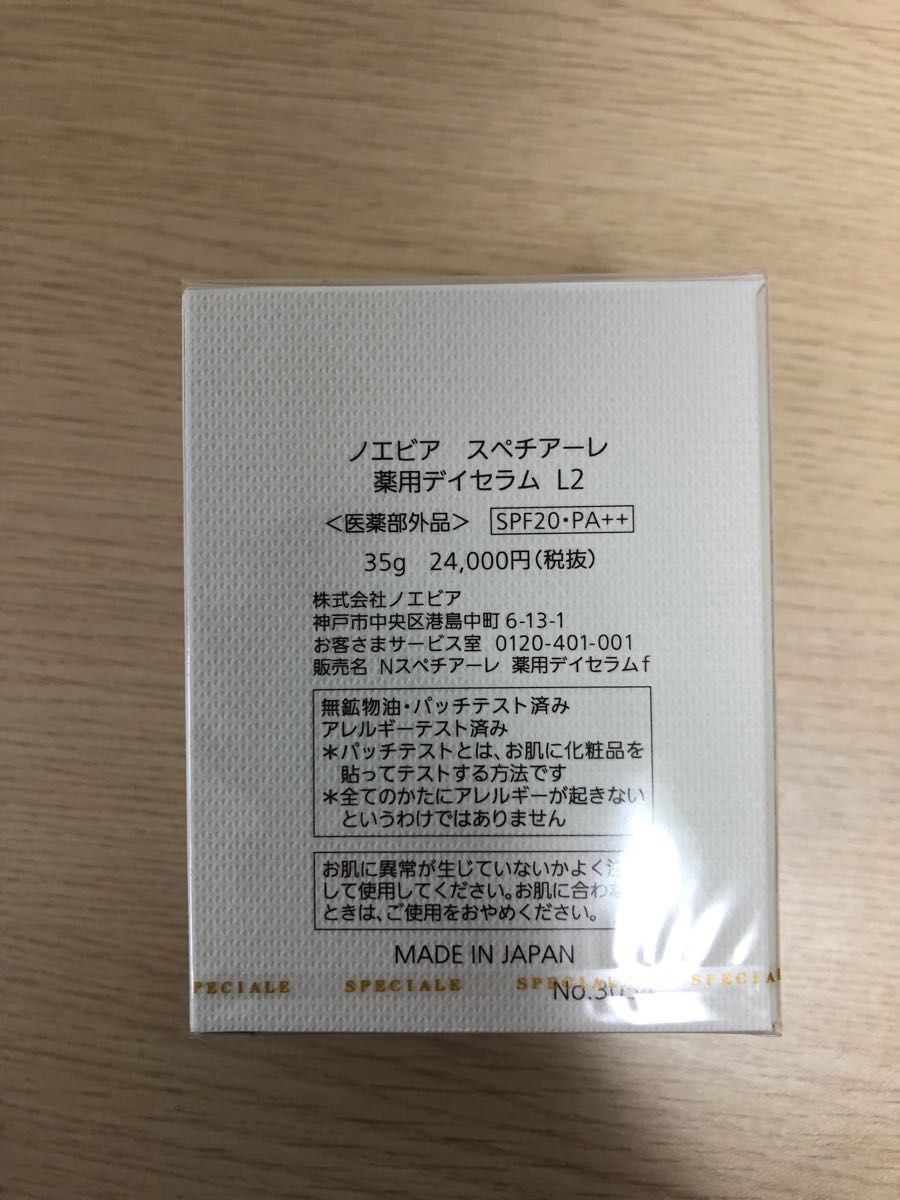 ノエビア　スペチアーレ
薬用デイセラム L2
＜医薬部外品＞ SPF20・PA++
35g 24,000円(税抜)
株式会社ノエビア
神戸市中央区港島中町6-13-1
お客さまサービス室 0120-401-001
販売名 Nスペチアーレ 薬用デイセラムf
無鉱物油・パッチテスト済み
アレルギーテスト済み
＊パッチテストとは、お肌に化粧品を
貼ってテストする方法です
＊全てのかたにアレルギーが起きない
というわけではありません
お肌に異常が生じていないかよく注
して使用してください。お肌に合わな
ときは、ご使用をおやめください。
MADE IN JAPAN
PECIALE SPECIALE SPECIALE SPECIA